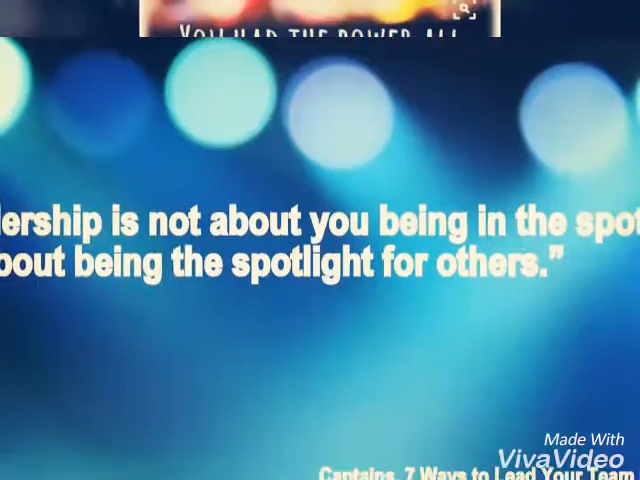 YOU HAD THE POWER ALL
dership is not about you being in the spot
bout being the spotlight for others.”
Made With
VivaVideo
Captains, 7 Ways to Lead Your Team